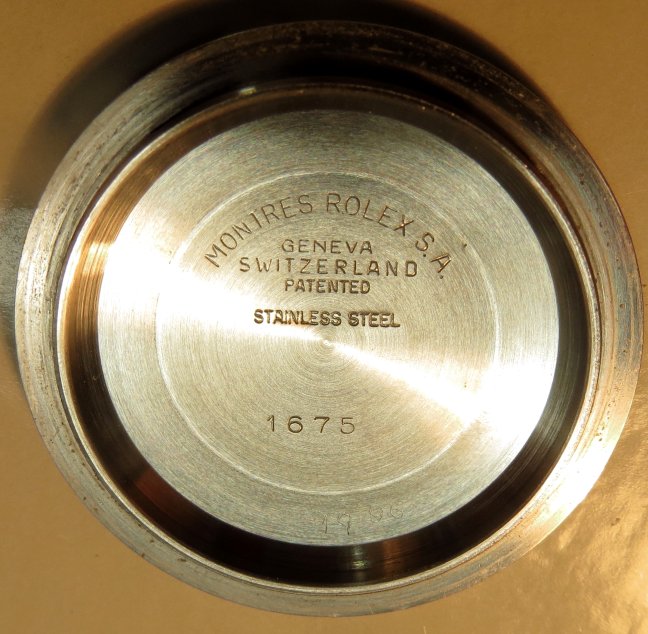 MONTRES ROLEX S.A.
GENEVA
SWITZERLAND
PATENTED
STAINLESS STEEL
1675